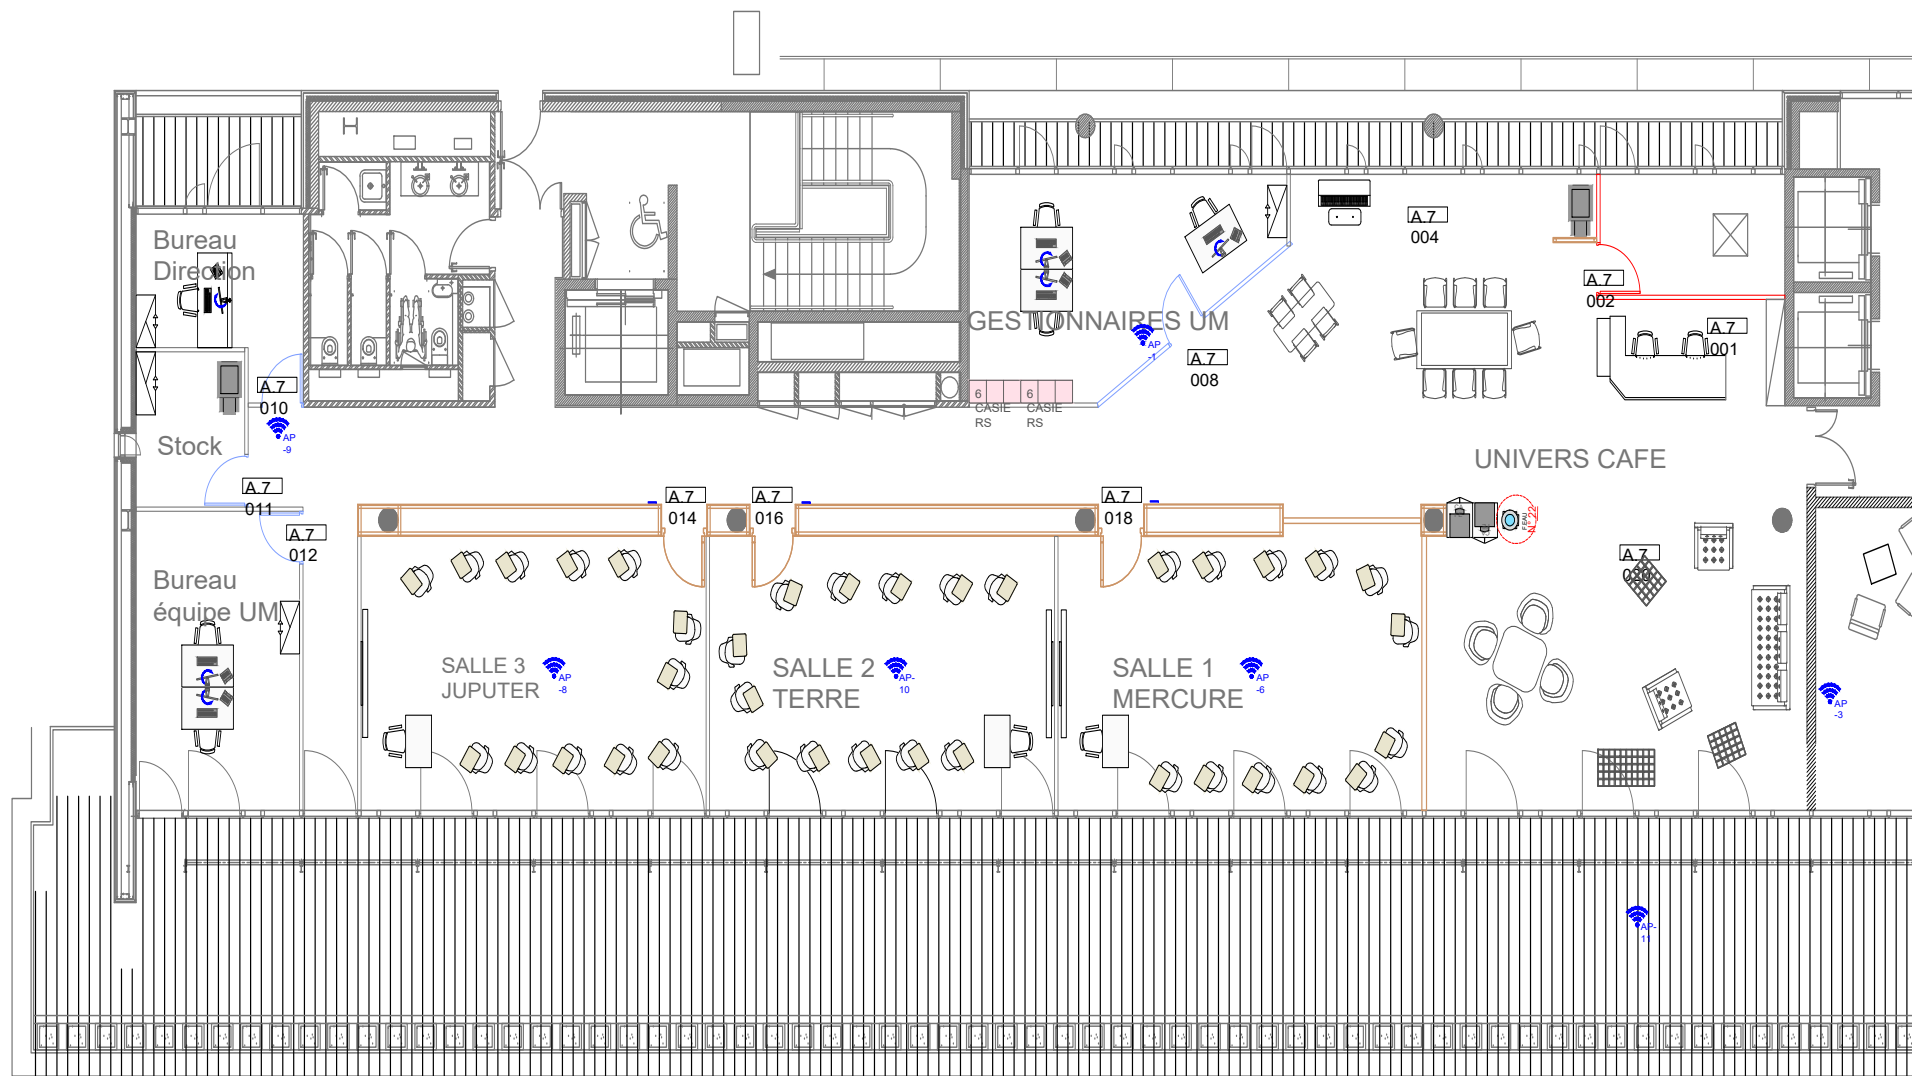 H
Bureau
Direction
A.7
004
A.7
002
A.7
001
GESTIONNAIRES UM
AP
-1
A.7
008
A.7
010
AP
-9
6
CASIE
RS
6
CASIE
RS
Stock
UNIVERS CAFE
A.7
011
A.7
014
A.7
016
A.7
018
F.EAU
N° 22
A.7
012
A.7
020
Bureau
équipe UM
SALLE 3
JUPUTER
AP
-8
SALLE 2
TERRE
AP-
10
SALLE 1
MERCURE
AP
-6
AP
-3
AP-
11